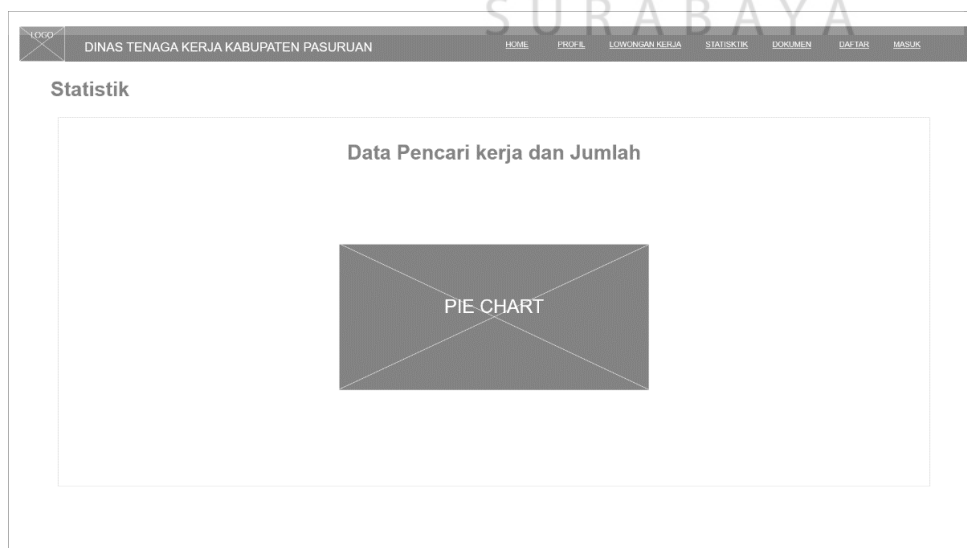 SURABAYA
LOGO
DINAS TENAGA KERJA KABUPATEN PASURUAN
HOME PROFIL LOWONGAN KERJA STATISKTIK DOKUMEN DAFTAR MASUK
Statistik
Data Pencari kerja dan Jumlah
PIE CHART